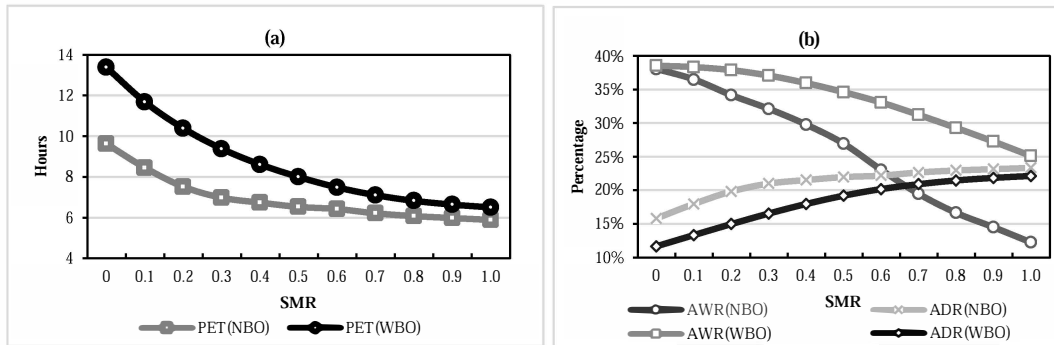 (a)
14
12
10
8
6
4
Hours
0 0.1 0.2 0.3 0.4 0.5 0.6 0.7 0.8 0.9 1.0
SMR
PET(NBO) PET(WBO)
(b)
40%
35%
30%
25%
20%
15%
10%
Percentage
0 0.1 0.2 0.3 0.4 0.5 0.6 0.7 0.8 0.9 1.0
SMR
AWR(NBO) ADR(NBO)
AWR(WBO) ADR(WBO)